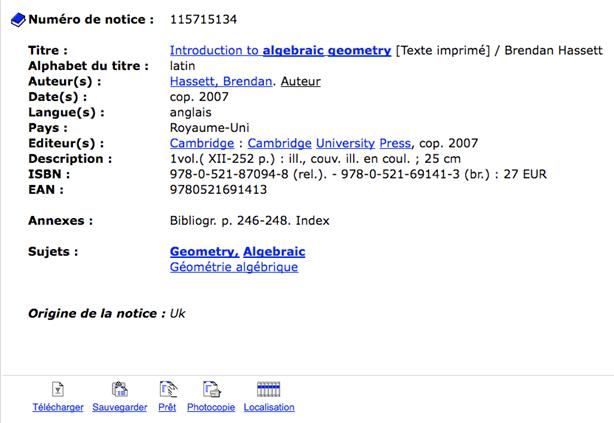 Numéro de notice : 115715134
Titre : Introduction to algebraic geometry [Texte imprimé] / Brendan Hassett
Alphabet du titre : latin
Auteur(s) : Hassett, Brendan. Auteur
Date(s) : cop. 2007
Langue(s) : anglais
Pays : Royaume-Uni
Editeur(s) : Cambridge : Cambridge University Press, cop. 2007
Description : 1vol.( XII-252 p.) : ill., couv. ill. en coul. ; 25 cm
ISBN : 978-0-521-87094-8 (rel.). - 978-0-521-69141-3 (br.) : 27 EUR
EAN : 9780521691413
Annexes : Bibliogr. p. 246-248. Index
Sujets : Geometry, Algebraic
Géométrie algébrique
Origine de la notice : Uk
Télécharger Sauvegarder Prêt Photocopie Localisation